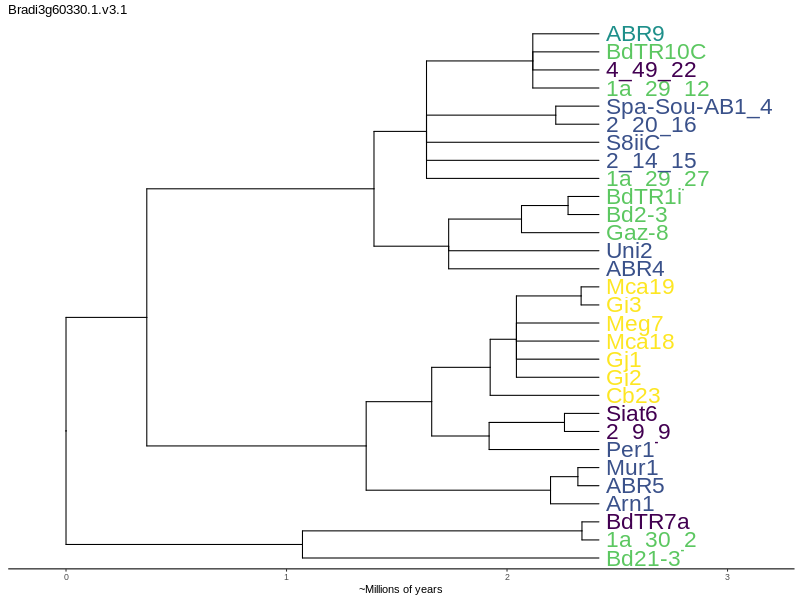 Bradi3g60330.1.v3.1
ABR9
BdTR10C
4_49_22
1a_29_12
Spa-Sou-AB1_4
2_20_16
S8iiC
2_14_15
1a_29_27
BdTR1i
Bd2-3
Gaz-8
Uni2
ABR4
Mca19
Gi3
Meg7
Mca18
Gj1
Gi2
Cb23
Siat6
2_9_9
Per1
Mur1
ABR5
Arn1
BdTR7a
1a_30_2
Bd21-3
0 1 2 3
~Millions of years